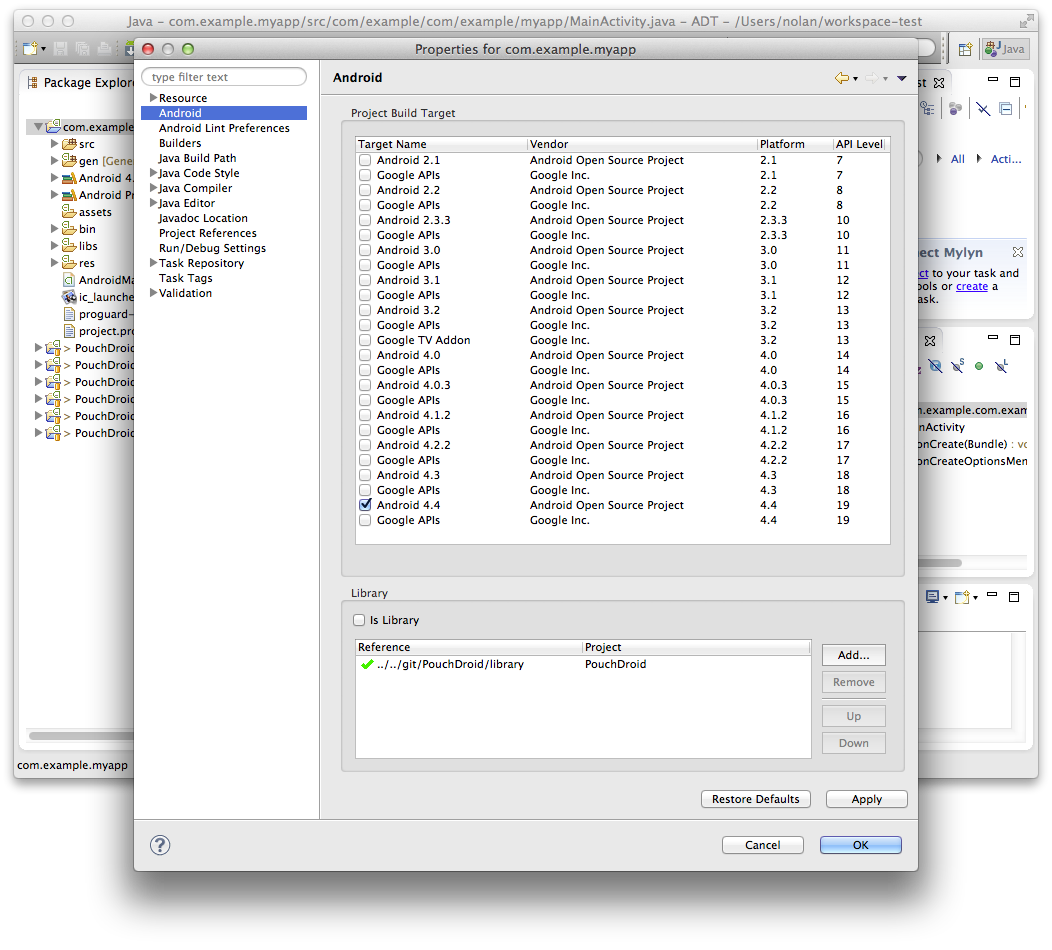 Java - com.example.myapp/src/com/example/com/example/myapp/MainActivity.java - ADT - /Users/nolan/workspace-test
Java
Properties for com.example.myapp
Package Explor
com.example
src
gen [Gene
Android 4.
Android Pr
assets
bin
libs
res
AndroidMa
ic_launche
proguard-
project.pro
> PouchDroid
> PouchDroid
> PouchDroid
> PouchDroid
> PouchDroid
> PouchDroid
com.example.myapp
type filter text
Resource
Android
Android Lint Preferences
Builders
Java Build Path
Java Code Style
Java Compiler
Java Editor
Javadoc Location
Project References
Run/Debug Settings
Task Repository
Task Tags
Validation
Android
Project Build Target
Target Name Vendor Platform API Level
Android 2.1 Android Open Source Project 2.1 7
Google APIs Google Inc. 2.1 7
Android 2.2 Android Open Source Project 2.2 8
Google APIs Google Inc. 2.2 8
Android 2.3.3 Android Open Source Project 2.3.3 10
Google APIs Google Inc. 2.3.3 10
Android 3.0 Android Open Source Project 3.0 11
Google APIs Google Inc. 3.0 11
Android 3.1 Android Open Source Project 3.1 12
Google APIs Google Inc. 3.1 12
Android 3.2 Android Open Source Project 3.2 13
Google APIs Google Inc. 3.2 13
Google TV Addon Google Inc. 3.2 13
Android 4.0 Android Open Source Project 4.0 14
Google APIs Google Inc. 4.0 14
Android 4.0.3 Android Open Source Project 4.0.3 15
Google APIs Google Inc. 4.0.3 15
Android 4.1.2 Android Open Source Project 4.1.2 16
Google APIs Google Inc. 4.1.2 16
Android 4.2.2 Android Open Source Project 4.2.2 17
Google APIs Google Inc. 4.2.2 17
Android 4.3 Android Open Source Project 4.3 18
Google APIs Google Inc. 4.3 18
Android 4.4 Android Open Source Project 4.4 19
Google APIs Google Inc. 4.4 19
Library
Is Library
Reference Project
../../git/PouchDroid/library PouchDroid
Add...
Remove
Up
Down
Restore Defaults Apply
Cancel OK
st
All Acti...
ect Mylyn
ct to your task and
ools or create a
ask.
n.example.com.exam
inActivity
onCreate(Bundle) : vo
onCreateOptionsMen